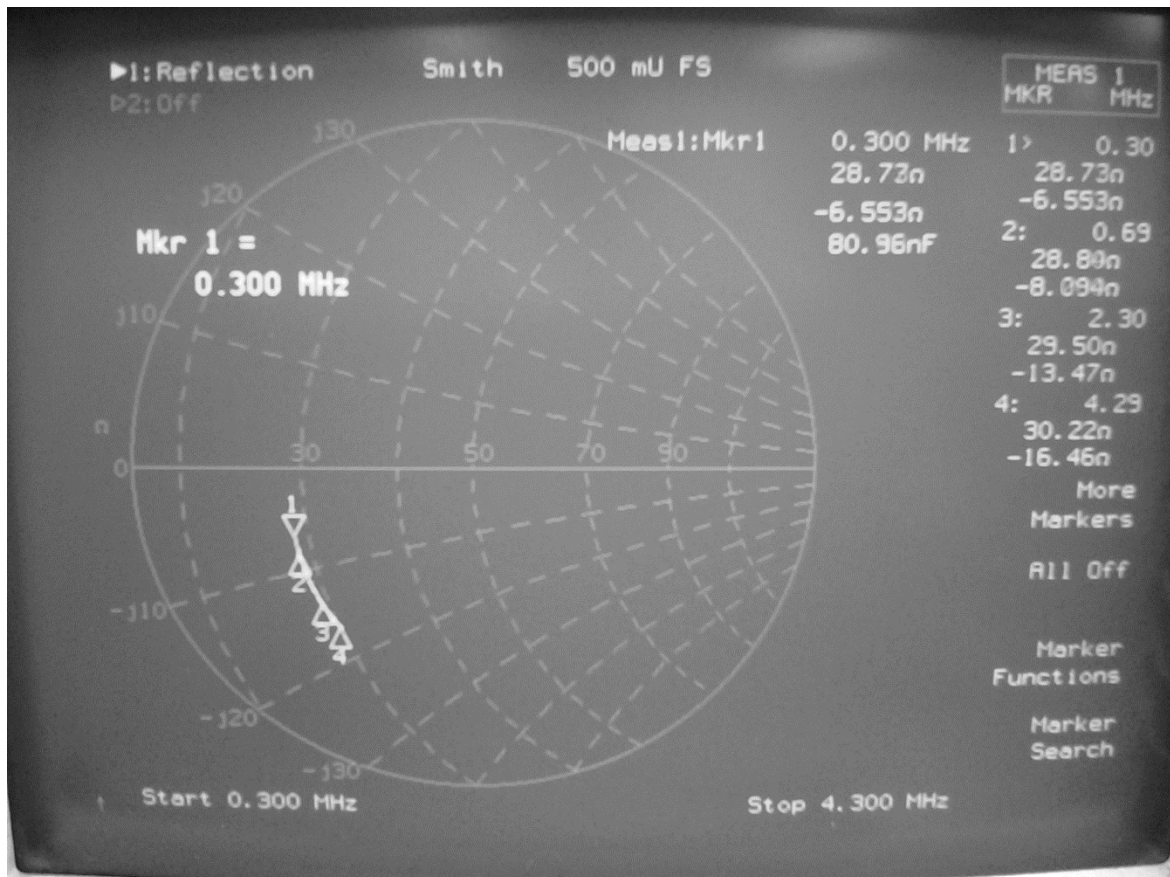 ▶1:Reflection Smith 500 mU FS
▷2:Off
MEAS 1
MKR MHz
Meas1:Mkr1 0.300 MHz
28.73Ω
-6.553Ω
80.96nF
1> 0.30
28.73Ω
-6.553Ω
2: 0.69
28.80Ω
-8.094Ω
3: 2.30
29.50Ω
-13.47Ω
4: 4.29
30.22Ω
-16.46Ω
More
Markers
All Off
Marker
Functions
Marker
Search
Mkr 1 =
0.300 MHz
j30
j20
j10
Ω
0 30 50 70 90
1
2
3
4
-j10
-j20
-j30
Start 0.300 MHz Stop 4.300 MHz